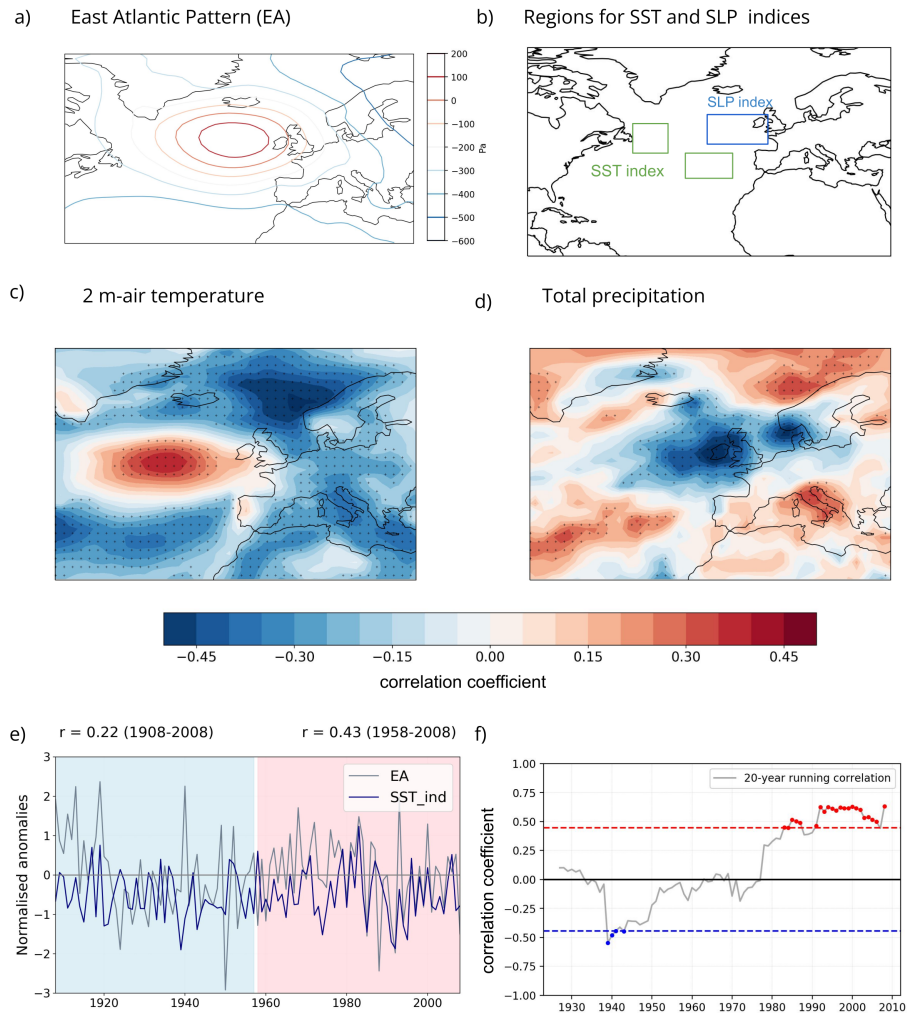 a) East Atlantic Pattern (EA)
b) Regions for SST and SLP indices
200
100
0
−100
−200
−300
−400
−500
−600
Pa
SLP index
SST index
c) 2 m-air temperature
d) Total precipitation
−0.45 −0.30 −0.15 0.00 0.15 0.30 0.45
correlation coefficient
e) r = 0.22 (1908-2008) r = 0.43 (1958-2008)
3
2
1
0
−1
−2
−3
Normalised anomalies
EA
SST_ind
1920 1940 1960 1980 2000
f)
1.00
0.75
0.50
0.25
0.00
−0.25
−0.50
−0.75
−1.00
correlation coefficient
20-year running correlation
1930 1940 1950 1960 1970 1980 1990 2000 2010